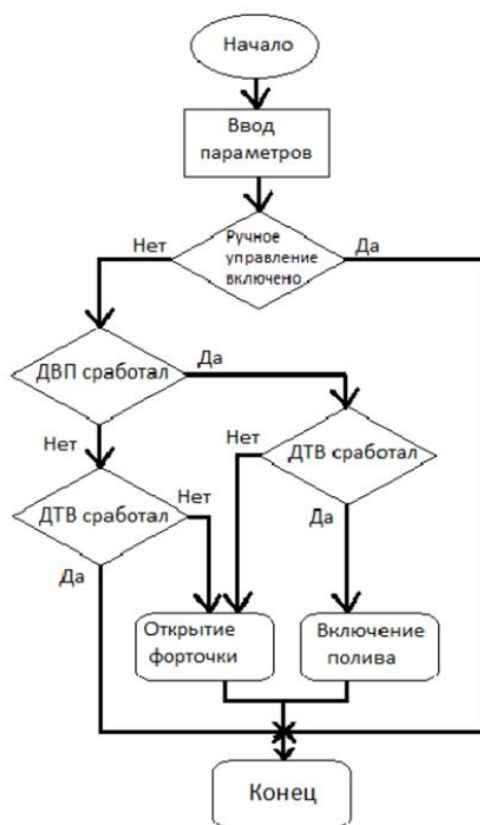 Начало
Ввод
параметров
Нет
Ручное
управление
включено
Да
ДВП сработал
Да
Нет
Нет
ДТВ сработал
ДТВ сработал
Нет
Да
Да
Открытие
форточки
Включение
полива
Конец